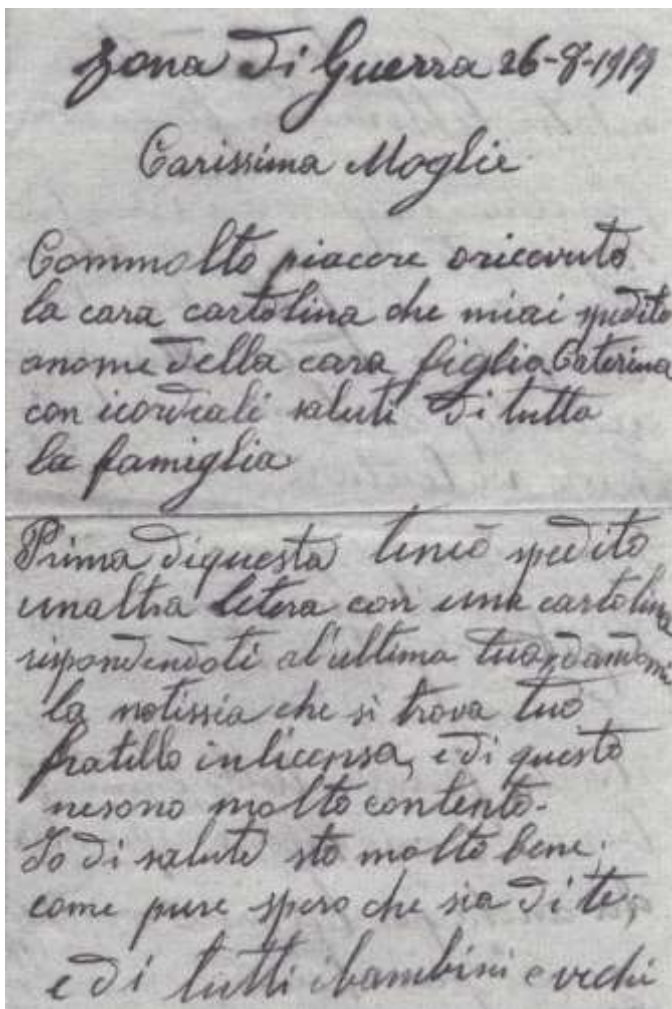 Zona di Guerra 26-8-1917
Carissima Moglie
Commolto piacere oricevuto
la cara cartolina che miai spedito
anome della cara figlia Caterina
con icordiali saluti di tutta
la famiglia
Prima diquesta teneo spedito
unaltra letera con una cartolina
rispondendoti al'ultima tua, dandomi
la notissia che si trova tuo
fratello inlicensa, e di questo
nesono molto contento.
Io di salute sto molto bene,
come pure spero che sia di te,
e di tutti i bambini e vechi